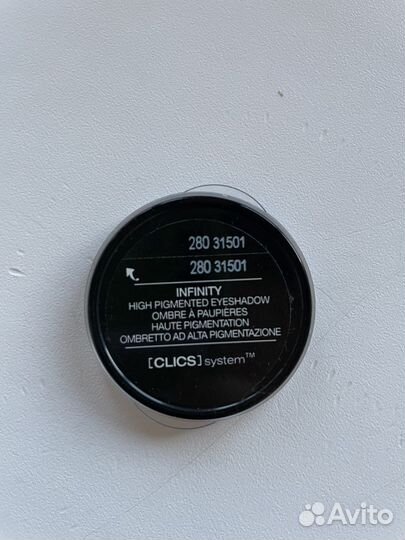 280 31501
280 31501
INFINITY
HIGH PIGMENTED EYESHADOW
OMBRE À PAUPIÈRES
HAUTE PIGMENTATION
OMBRETTO AD ALTA PIGMENTAZIONE
[CLICS] system™
Avito